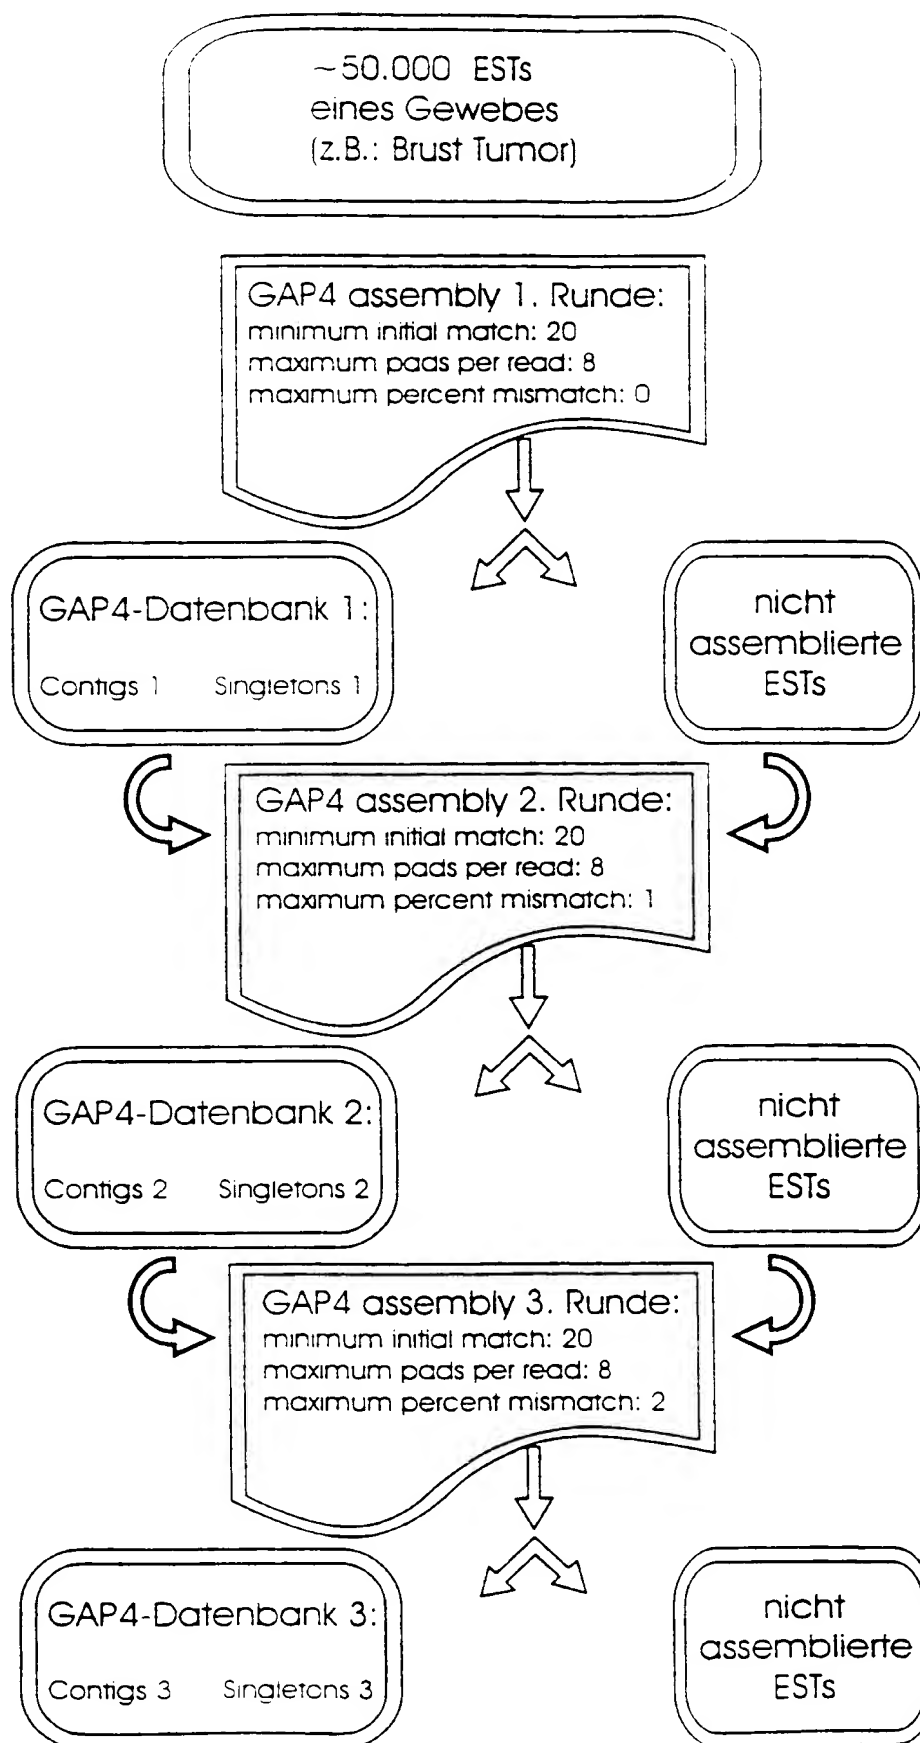 ~50.000 ESTs
eines Gewebes
(z.B.: Brust Tumor)
GAP4 assembly 1. Runde:
minimum initial match: 20
maximum pads per read: 8
maximum percent mismatch: 0
GAP4-Datenbank 1:
Contigs 1 Singletons 1
nicht
assemblierte
ESTs
GAP4 assembly 2. Runde:
minimum initial match: 20
maximum pads per read: 8
maximum percent mismatch: 1
GAP4-Datenbank 2:
Contigs 2 Singletons 2
nicht
assemblierte
ESTs
GAP4 assembly 3. Runde:
minimum initial match: 20
maximum pads per read: 8
maximum percent mismatch: 2
GAP4-Datenbank 3:
Contigs 3 Singletons 3
nicht
assemblierte
ESTs